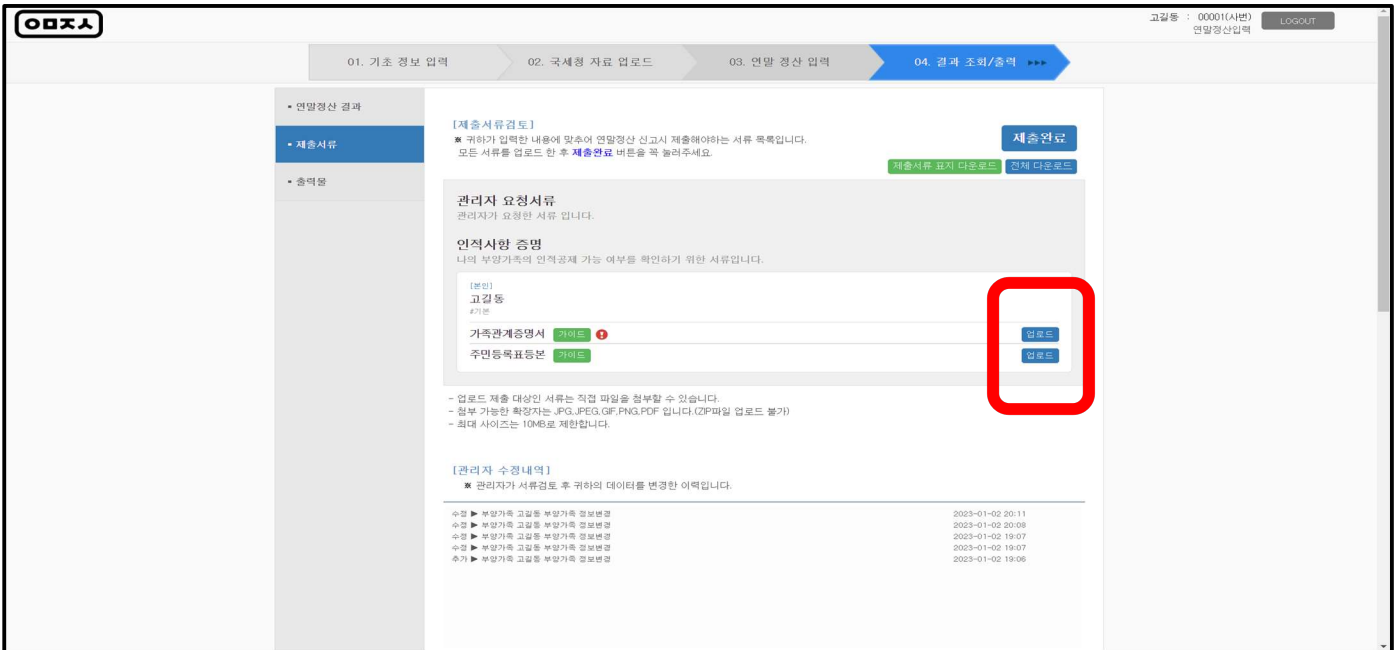 ㅇㅁㅈㅅ
고길동 : 00001(사번)
연말정산입력
LOGOUT
01. 기초 정보 입력
02. 국세청 자료 업로드
03. 연말 정산 입력
04. 결과 조회/출력 ▶▶▶
▪ 연말정산 결과
▪ 제출서류
▪ 출력물
[제출서류검토]
※ 귀하가 입력한 내용에 맞추어 연말정산 신고시 제출해야하는 서류 목록입니다.
모든 서류를 업로드 한 후 제출완료 버튼을 꼭 눌러주세요.
제출완료
제출서류 표지 다운로드
전체 다운로드
관리자 요청서류
관리자가 요청한 서류 입니다.
인적사항 증명
나의 부양가족의 인적공제 가능 여부를 확인하기 위한 서류입니다.
[본인]
고길동
#기본
가족관계증명서 가이드 !
업로드
주민등록표등본 가이드
업로드
- 업로드 제출 대상인 서류는 직접 파일을 첨부할 수 있습니다.
- 첨부 가능한 확장자는 JPG,JPEG,GIF,PNG,PDF 입니다.(ZIP파일 업로드 불가)
- 최대 사이즈는 10MB로 제한합니다.
[관리자 수정내역]
※ 관리자가 서류검토 후 귀하의 데이터를 변경한 이력입니다.
수정 ▶ 부양가족 고길동 부양가족 정보변경 2023-01-02 20:11
수정 ▶ 부양가족 고길동 부양가족 정보변경 2023-01-02 20:09
수정 ▶ 부양가족 고길동 부양가족 정보변경 2023-01-02 19:07
수정 ▶ 부양가족 고길동 부양가족 정보변경 2023-01-02 19:07
추가 ▶ 부양가족 고길동 부양가족 정보변경 2023-01-02 19:06